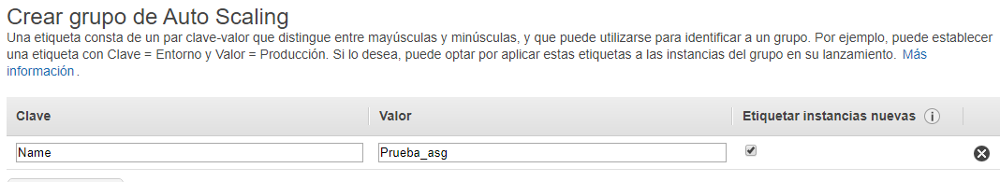 Crear grupo de Auto Scaling
Una etiqueta consta de un par clave-valor que distingue entre mayúsculas y minúsculas, y que puede utilizarse para identificar a un grupo. Por ejemplo, puede establecer
una etiqueta con Clave = Entorno y Valor = Producción. Si lo desea, puede optar por aplicar estas etiquetas a las instancias del grupo en su lanzamiento. Más
información.
Clave Valor Etiquetar instancias nuevas
Name Prueba_asg